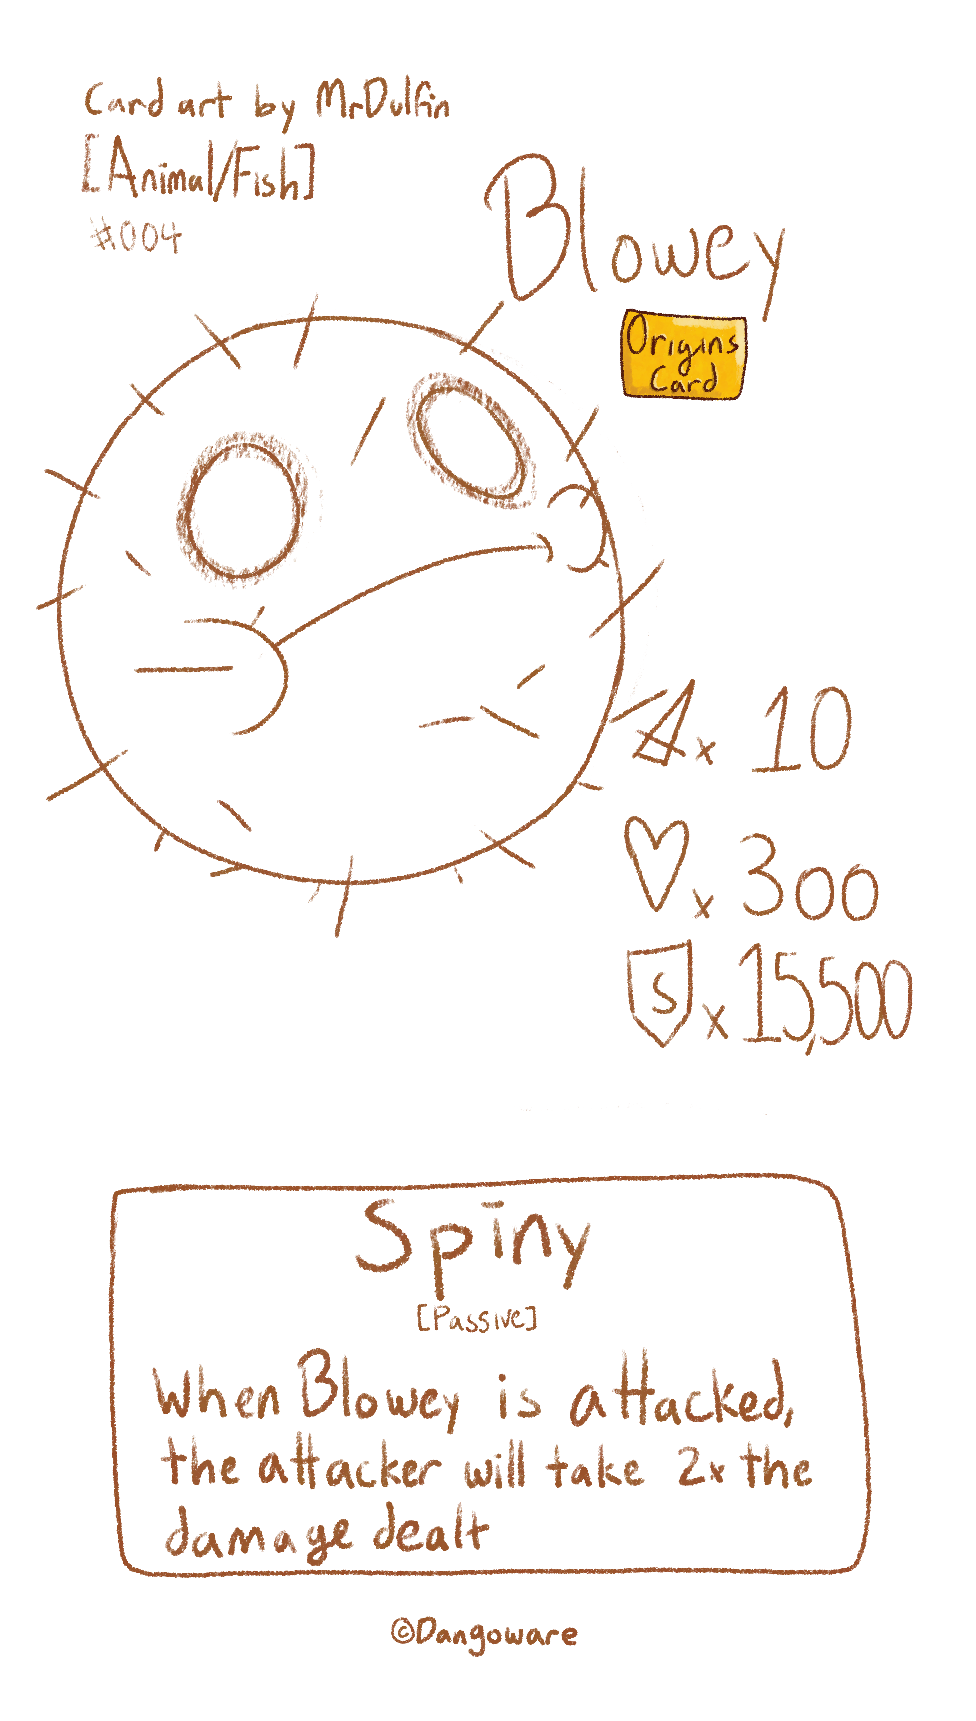 Card art by MrDulfin
[Animal/Fish]
#004
Blowey
Origins
Card
x 10
x 300
S x 15,500
Spiny
[Passive]
When Blowey is attacked,
the attacker will take 2x the
damage dealt
©Dangoware